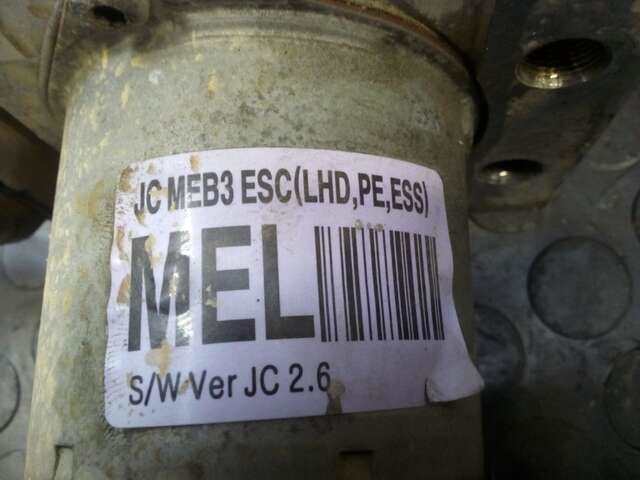 JC MEB3 ESC(LHD,PE,ESS)
MEL
S/W Ver JC 2.6